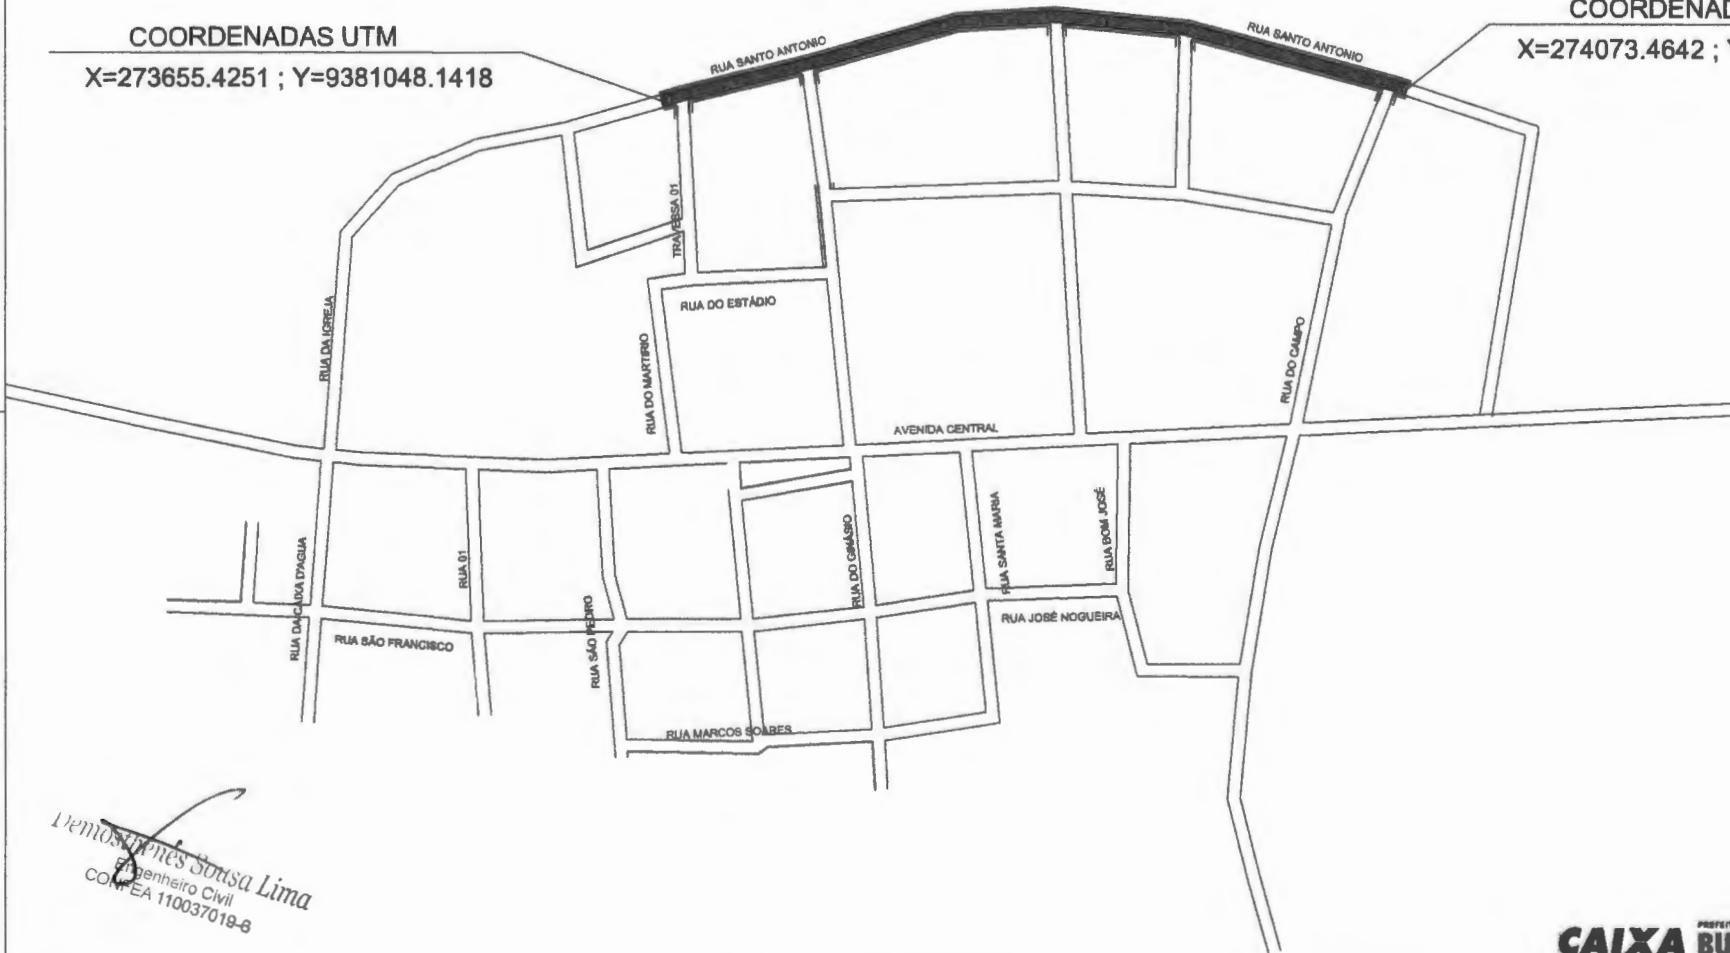 COORDENADAS UTM
X=273655.4251 ; Y=9381048.1418
COORDENAD
X=274073.4642 ; Y
RUA SANTO ANTONIO
RUA SANTO ANTONIO
TRAVESSA 01
RUA DO ESTÁDIO
RUA DA IGREJA
RUA DO MARTIRIO
RUA DO CAMPO
AVENIDA CENTRAL
RUA DA CAIXA D'AGUA
RUA 01
RUA SÃO PEDRO
RUA DO GINÁSIO
RUA SANTA MARIA
RUA BOM JOSÉ
RUA SÃO FRANCISCO
RUA JOSÉ NOGUEIRA
RUA MARCOS SOARES
Demosthenes Sousa Lima
Engenheiro Civil
CONFEA 110037019-6
CAIXA
BU